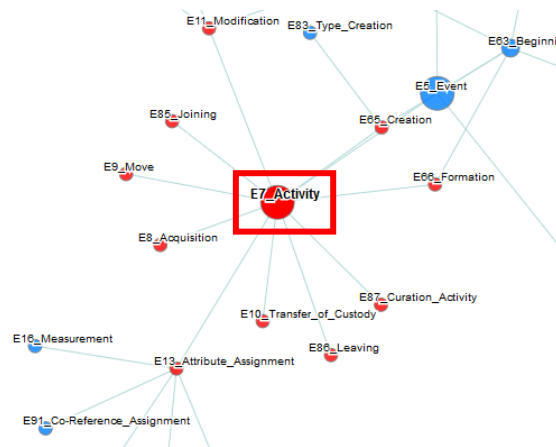 E11_Modification
E83_Type_Creation
E63_Beginni
E5_Event
E85_Joining
E65_Creation
E9_Move
E66_Formation
E7_Activity
E8_Acquisition
E87_Curation_Activity
E10_Transfer_of_Custody
E16_Measurement
E86_Leaving
E13_Attribute_Assignment
E91_Co-Reference_Assignment